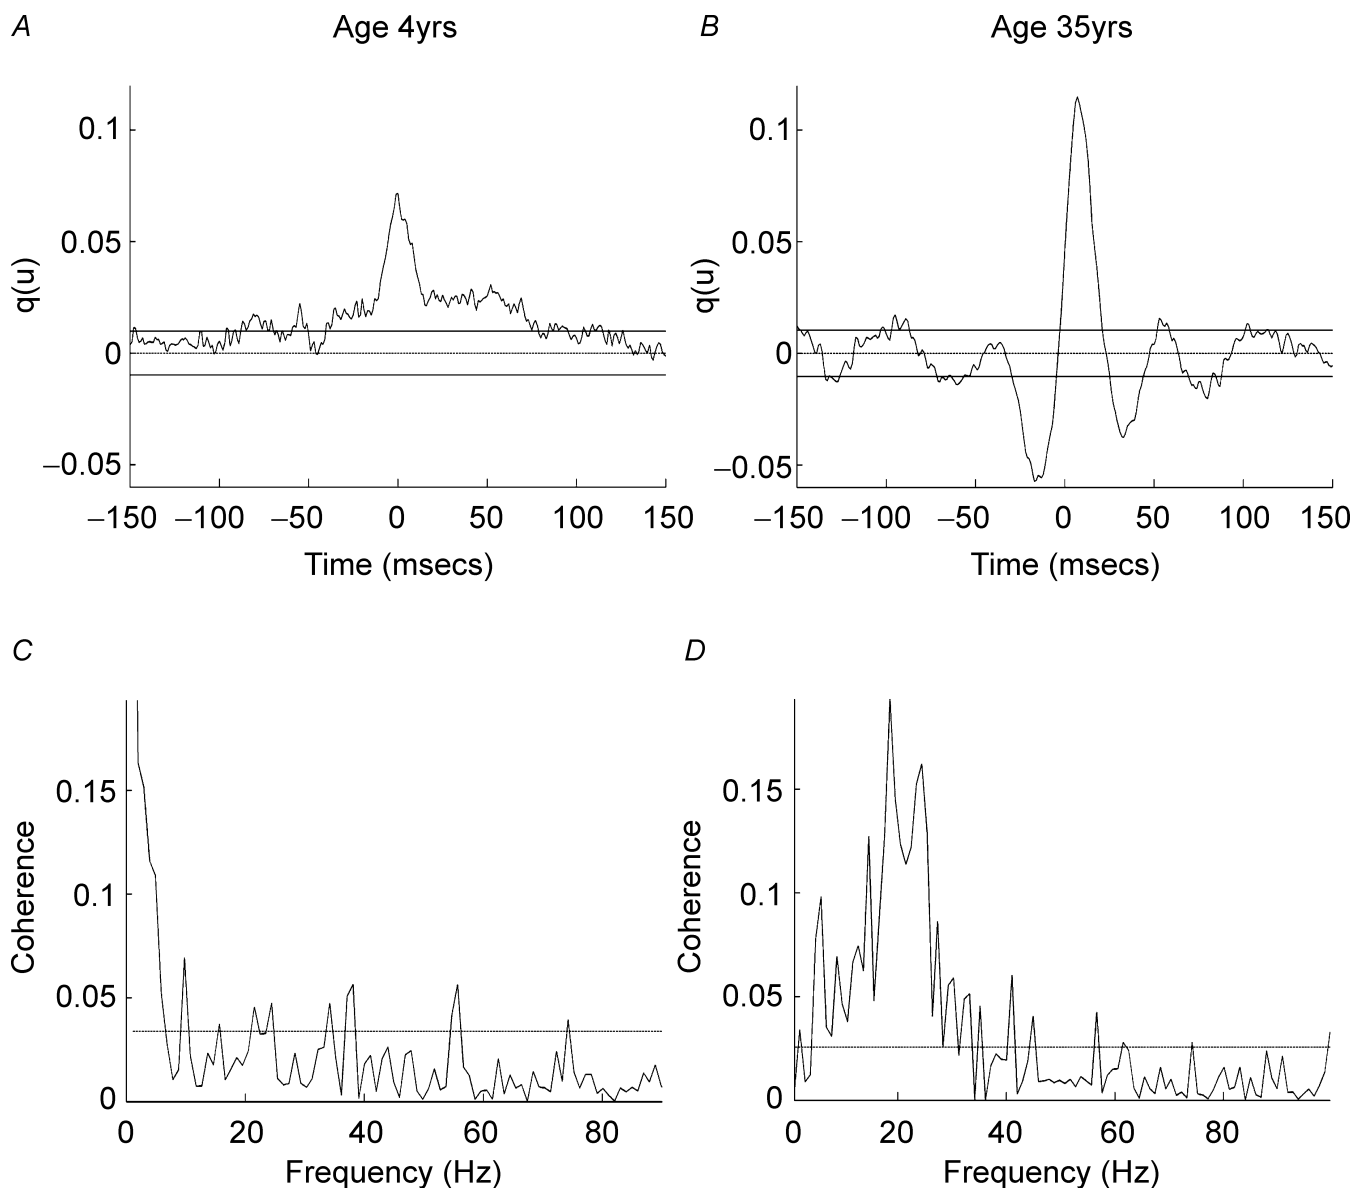 A
Age 4yrs
0.1
0.05
0
–0.05
q(u)
–150 –100 –50 0 50 100 150
Time (msecs)
B
Age 35yrs
0.1
0.05
0
–0.05
q(u)
–150 –100 –50 0 50 100 150
Time (msecs)
C
0.15
0.1
0.05
0
Coherence
0 20 40 60 80
Frequency (Hz)
D
0.15
0.1
0.05
0
Coherence
0 20 40 60 80
Frequency (Hz)